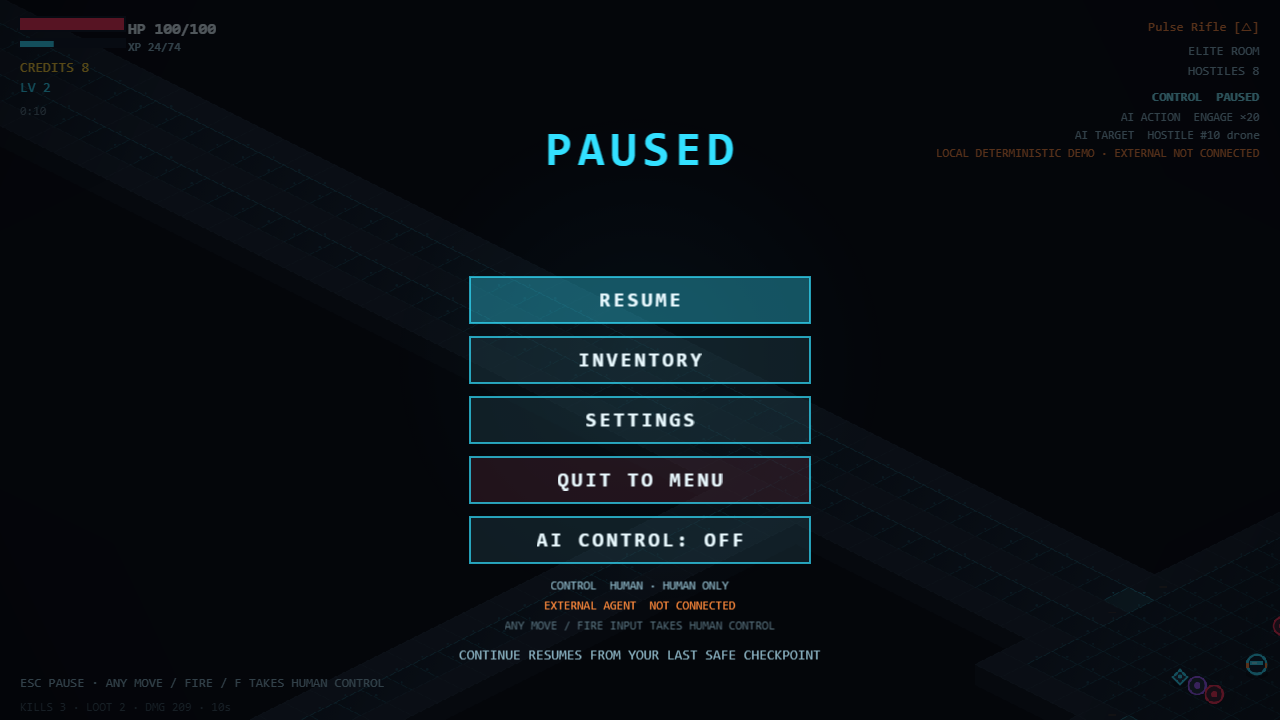 HP 100/100
XP 24/74
CREDITS 8
LV 2
0:10
Pulse Rifle [△]
ELITE ROOM
HOSTILES 8
CONTROL  PAUSED
AI ACTION  ENGAGE ×20
AI TARGET  HOSTILE #10 drone
LOCAL DETERMINISTIC DEMO · EXTERNAL NOT CONNECTED
PAUSED
RESUME
INVENTORY
SETTINGS
QUIT TO MENU
AI CONTROL: OFF
CONTROL  HUMAN · HUMAN ONLY
EXTERNAL AGENT  NOT CONNECTED
ANY MOVE / FIRE INPUT TAKES HUMAN CONTROL
CONTINUE RESUMES FROM YOUR LAST SAFE CHECKPOINT
ESC PAUSE · ANY MOVE / FIRE / F TAKES HUMAN CONTROL
KILLS 3 · LOOT 2 · DMG 209 · 10s